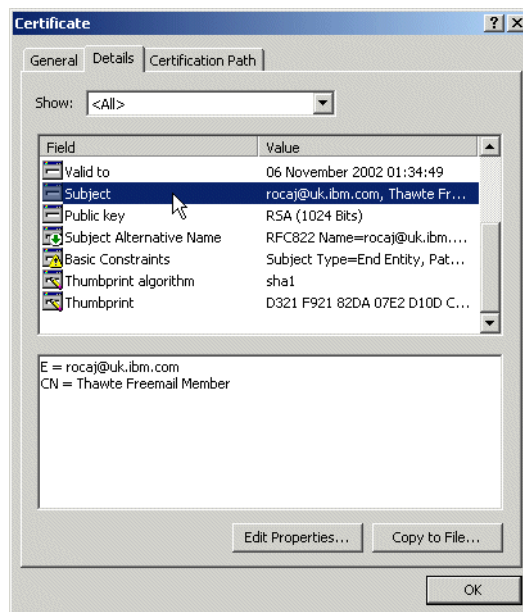 Certificate
General Details Certification Path
Show: <All>
Field Value
Valid to 06 November 2002 01:34:49
Subject rocaj@uk.ibm.com, Thawte Fr...
Public key RSA (1024 Bits)
Subject Alternative Name RFC822 Name=rocaj@uk.ibm....
Basic Constraints Subject Type=End Entity, Pat...
Thumbprint algorithm sha1
Thumbprint D321 F921 82DA 07E2 D10D C...
E = rocaj@uk.ibm.com
CN = Thawte Freemail Member
Edit Properties... Copy to File...
OK